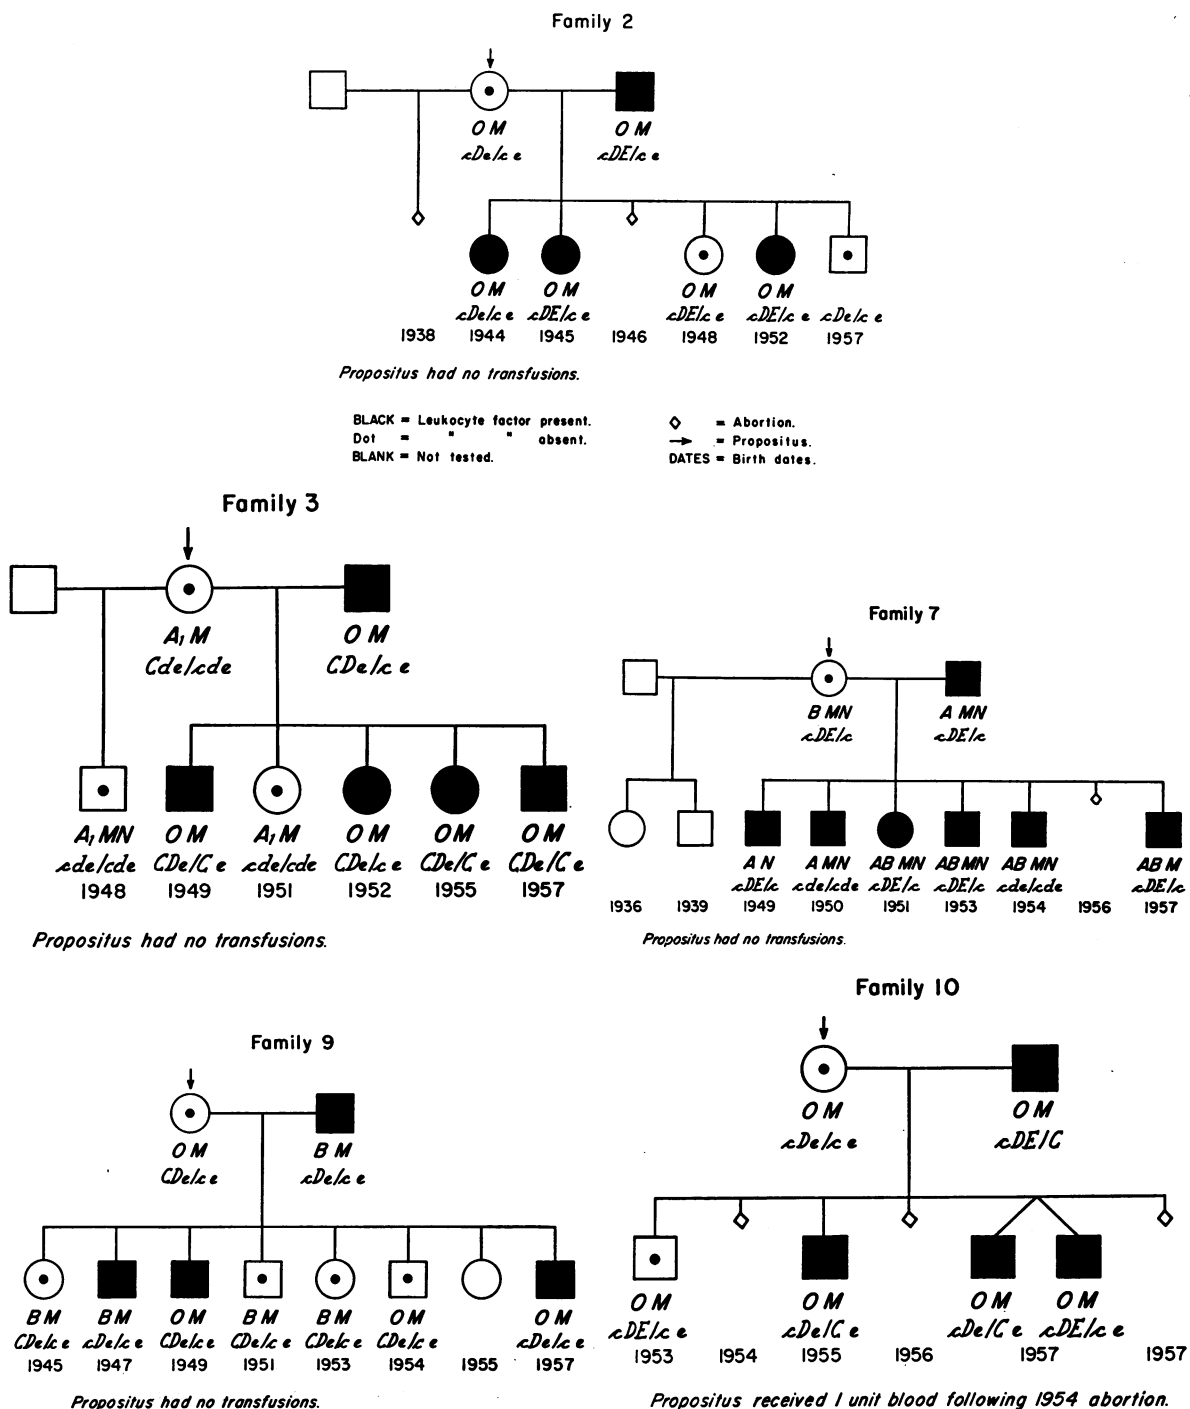 Family 2
O M O M
cDe/c e cDE/c e
O M O M O M O M
cDe/c e cDE/c e cDE/c e cDE/c e cDe/c e
1938 1944 1945 1946 1948 1952 1957
Propositus had no transfusions.
BLACK = Leukocyte factor present.
Dot = " " absent.
BLANK = Not tested.
◊ = Abortion.
→ = Propositus.
DATES = Birth dates.
Family 3
A₁ M O M
Cde/cde CDe/c e
A₁ MN O M A₁ M O M O M O M
cde/cde CDe/C e cde/cde CDe/c e CDe/C e CDe/C e
1948 1949 1951 1952 1955 1957
Propositus had no transfusions.
Family 7
B MN A MN
cDE/c cDE/c
A N A MN AB MN AB MN AB MN AB M
cDE/c cde/cde cDE/c cDE/c cde/cde cDE/c
1936 1939 1949 1950 1951 1953 1954 1956 1957
Propositus had no transfusions.
Family 9
O M B M
CDe/c e cDe/c e
B M B M O M B M B M O M O M
CDe/c e cDe/c e CDe/c e CDe/c e CDe/c e CDe/c e cDe/c e
1945 1947 1949 1951 1953 1954 1955 1957
Propositus had no transfusions.
Family 10
O M O M
cDe/c e cDE/C
O M O M O M O M
cDE/c e cDe/C e cDe/C e cDE/c e
1953 1954 1955 1956 1957 1957
Propositus received 1 unit blood following 1954 abortion.